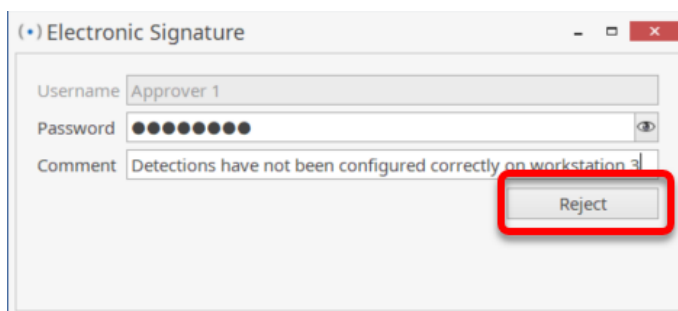 (•) Electronic Signature
Username Approver 1
Password ●●●●●●●●
Comment Detections have not been configured correctly on workstation 3
Reject